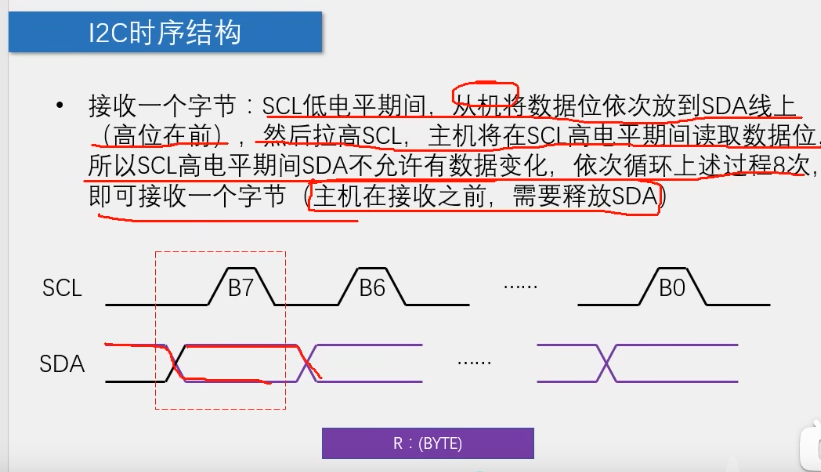 I2C时序结构
• 接收一个字节：SCL低电平期间，从机将数据位依次放到SDA线上
（高位在前），然后拉高SCL，主机将在SCL高电平期间读取数据位，
所以SCL高电平期间SDA不允许有数据变化，依次循环上述过程8次，
即可接收一个字节（主机在接收之前，需要释放SDA）
SCL B7 B6 …… B0
SDA ……
R：(BYTE)